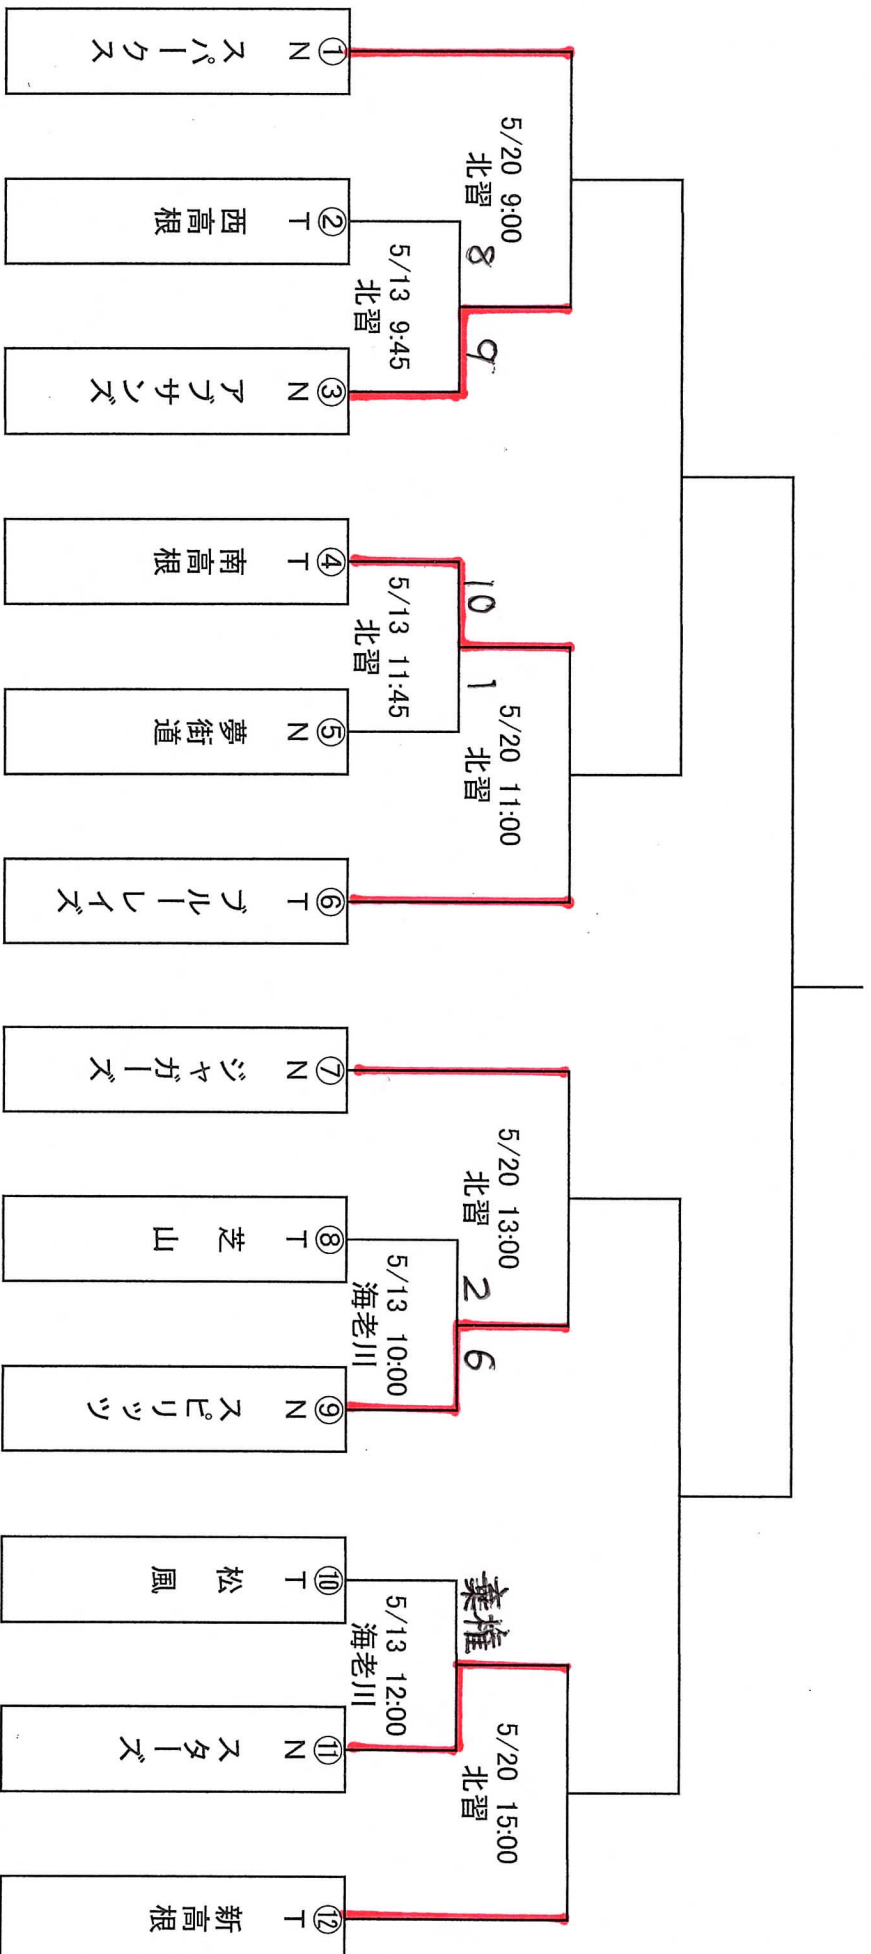 5/20 9:00
北習
5/20 11:00
北習
5/20 13:00
北習
5/20 15:00
北習
8
9
10
1
2
6
棄権
5/13 9:45
北習
5/13 11:45
北習
5/13 10:00
海老川
5/13 12:00
海老川
① N スパークス
② T 西高根
③ N アブサンズ
④ T 南高根
⑤ N 夢街道
⑥ T ブルーレイズ
⑦ N ジャガーズ
⑧ T 芝山
⑨ N スピリッツ
⑩ T 松風
⑪ N スターズ
⑫ T 新高根